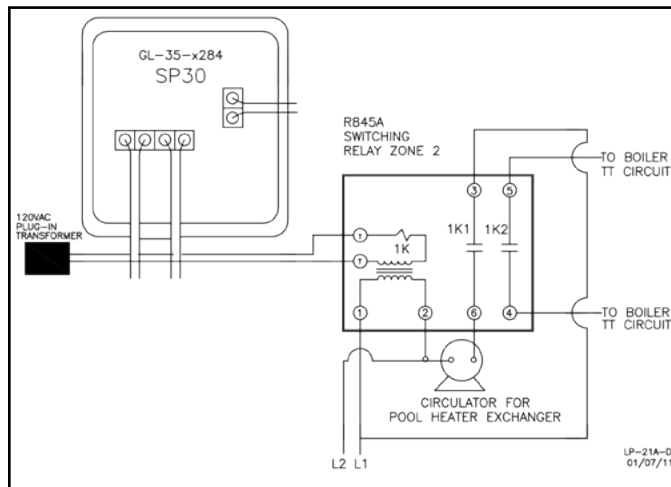 GL-35-x284
SP30
R845A
SWITCHING
RELAY ZONE 2
TO BOILER
TT CIRCUIT
3
5
120VAC
PLUG-IN
TRANSFORMER
T
1K
1K1
1K2
T
1
2
6
4
TO BOILER
TT CIRCUIT
CIRCULATOR FOR
POOL HEATER EXCHANGER
L2 L1
LP-21A-D
01/07/11